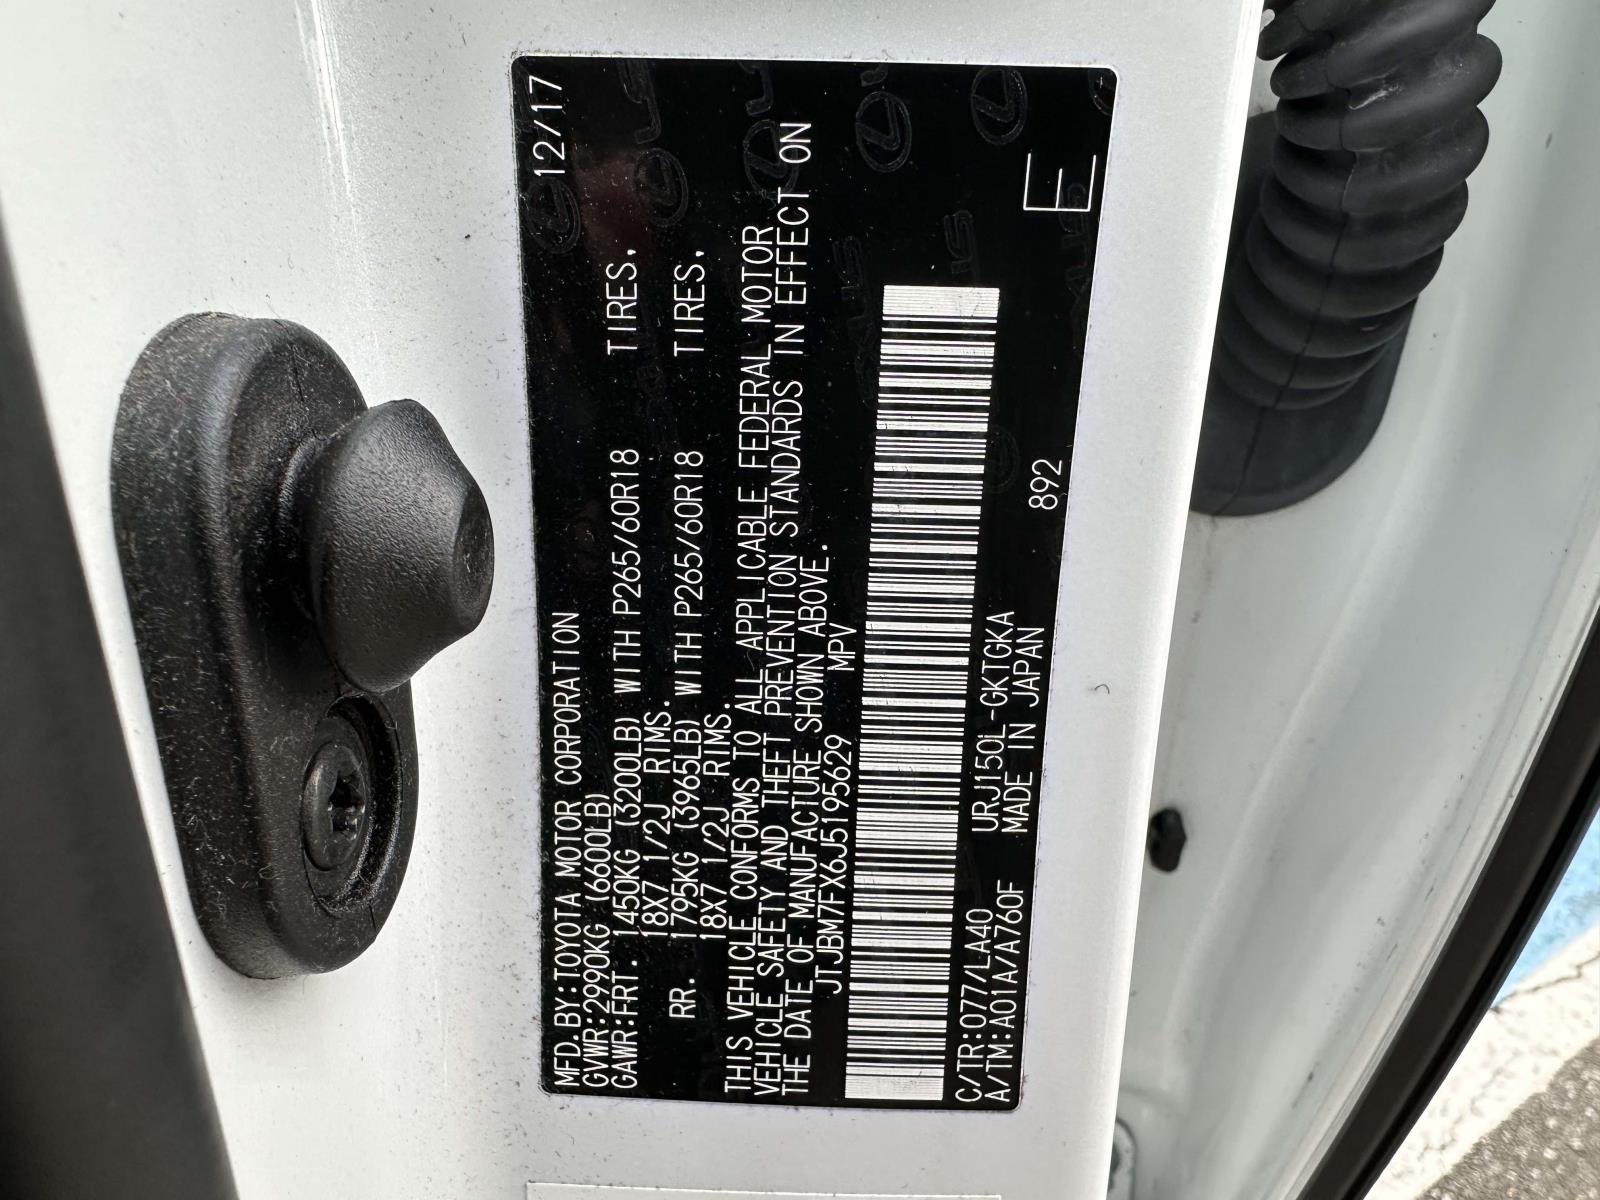 MFD.BY:TOYOTA MOTOR CORPORATION 12/17
GVWR:2990KG (6600LB)
GAWR:FRT. 1450KG (3200LB) WITH P265/60R18 TIRES,
18X7 1/2J RIMS.
RR. 1795KG (3965LB) WITH P265/60R18 TIRES,
18X7 1/2J RIMS.
THIS VEHICLE CONFORMS TO ALL APPLICABLE FEDERAL MOTOR
VEHICLE SAFETY AND THEFT PREVENTION STANDARDS IN EFFECT ON
THE DATE OF MANUFACTURE SHOWN ABOVE.
JTJBM7FX6J5195629 MPV
C/TR:077/LA40 URJ150L-GKTGKA
A/TM:A01A/A760F MADE IN JAPAN 892
E